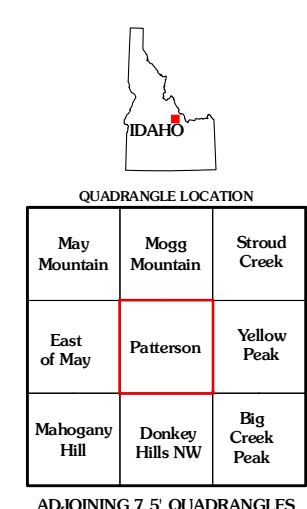 IDAHO
QUADRANGLE LOCATION
May
Mountain
Mogg
Mountain
Stroud
Creek
East
of May
Patterson
Yellow
Peak
Mahogany
Hill
Donkey
Hills NW
Big
Creek
Peak
ADJOINING 7.5' QUADRANGLES